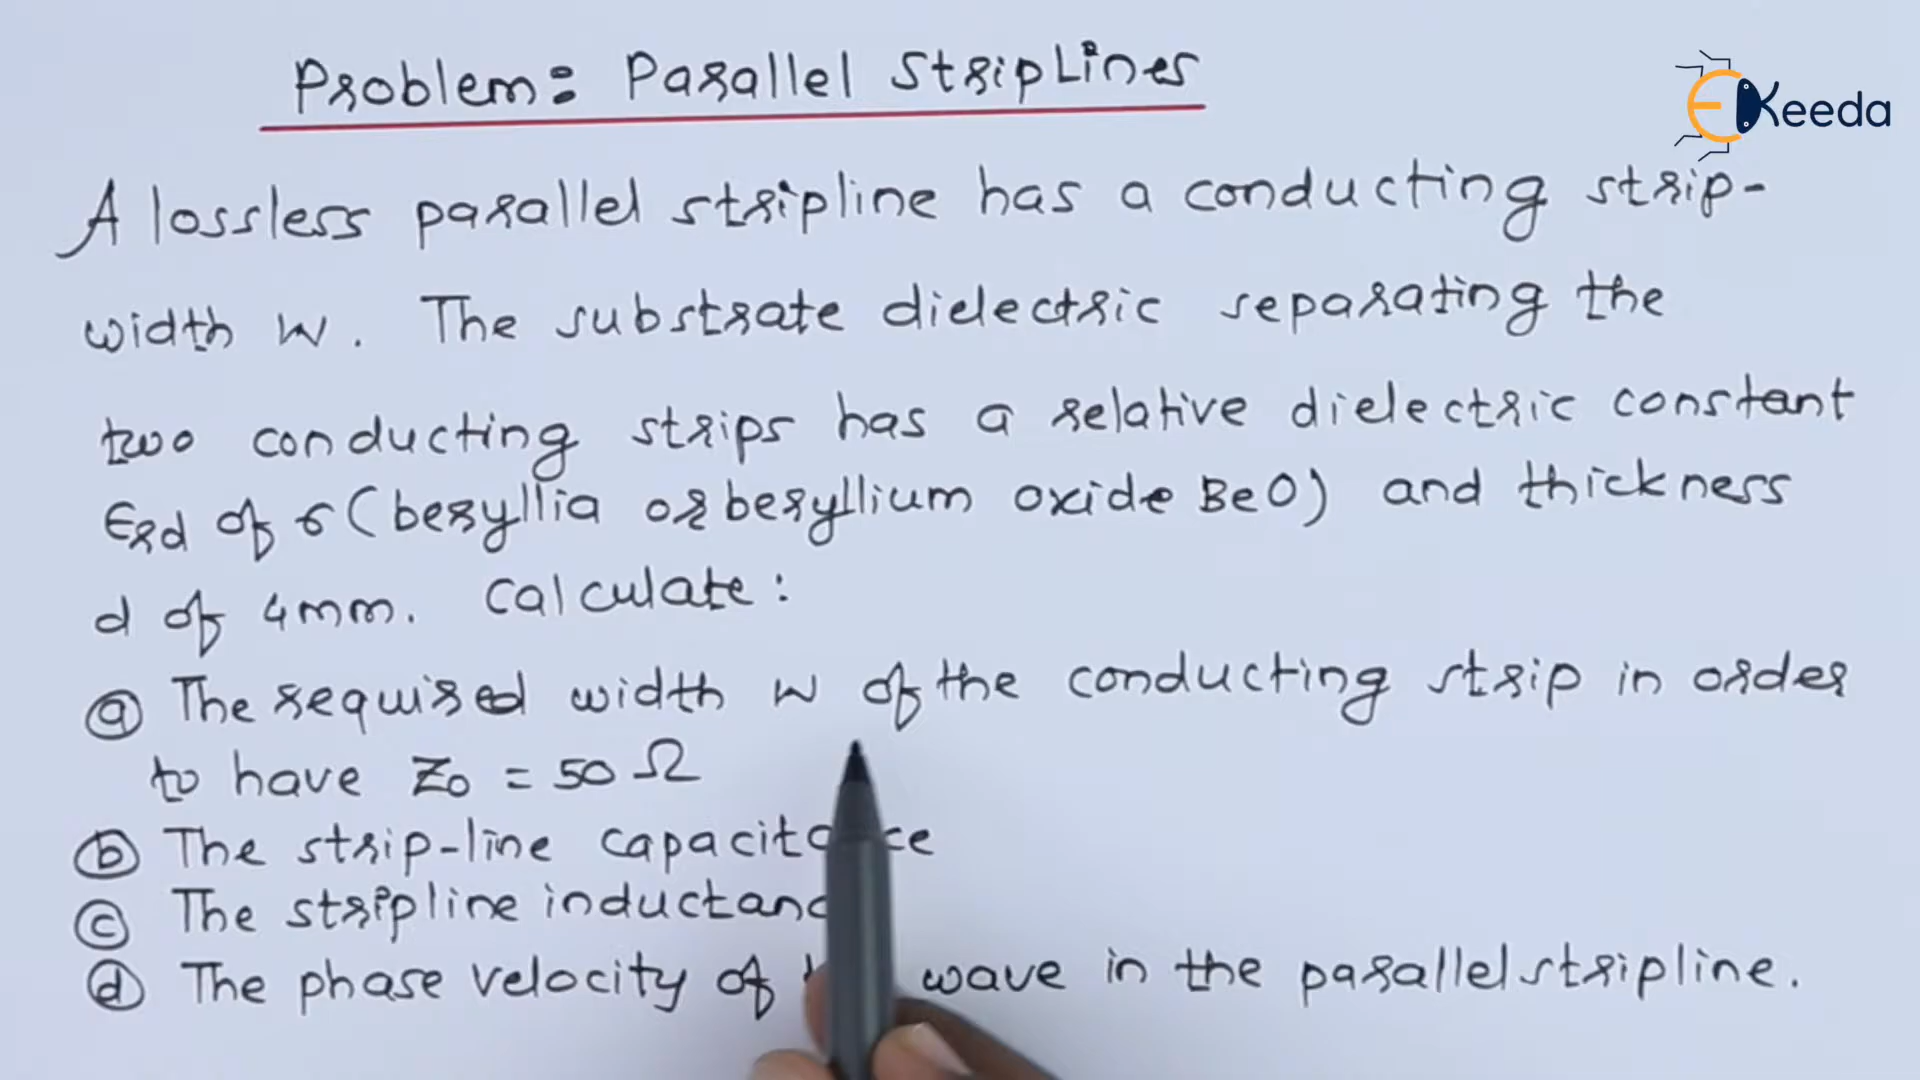 Problem: Parallel StripLines
EKeeda
A lossless parallel stripline has a conducting strip-
width W. The substrate dielectric separating the
two conducting strips has a relative dielectric constant
εrd of 6 (beryllia or beryllium oxide BeO) and thickness
d of 4mm. Calculate:
ⓐ The required width W of the conducting strip in order
to have Z₀ = 50 Ω
ⓑ The strip-line
ⓒ The stripline
ⓓ The phase velocity of wave in the parallel stripline.